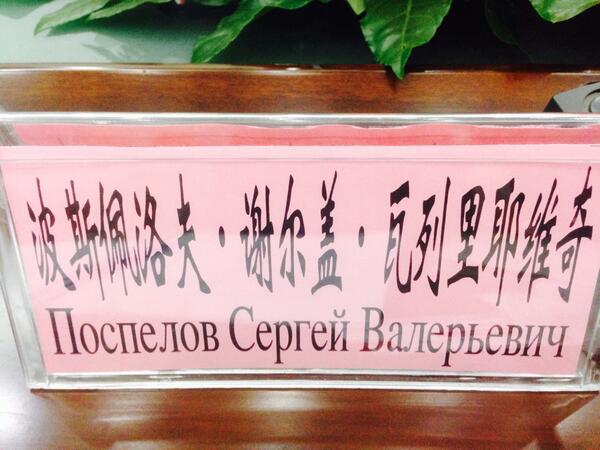 波斯佩洛夫·谢尔盖·瓦列里耶维奇
Поспелов Сергей Валерьевич